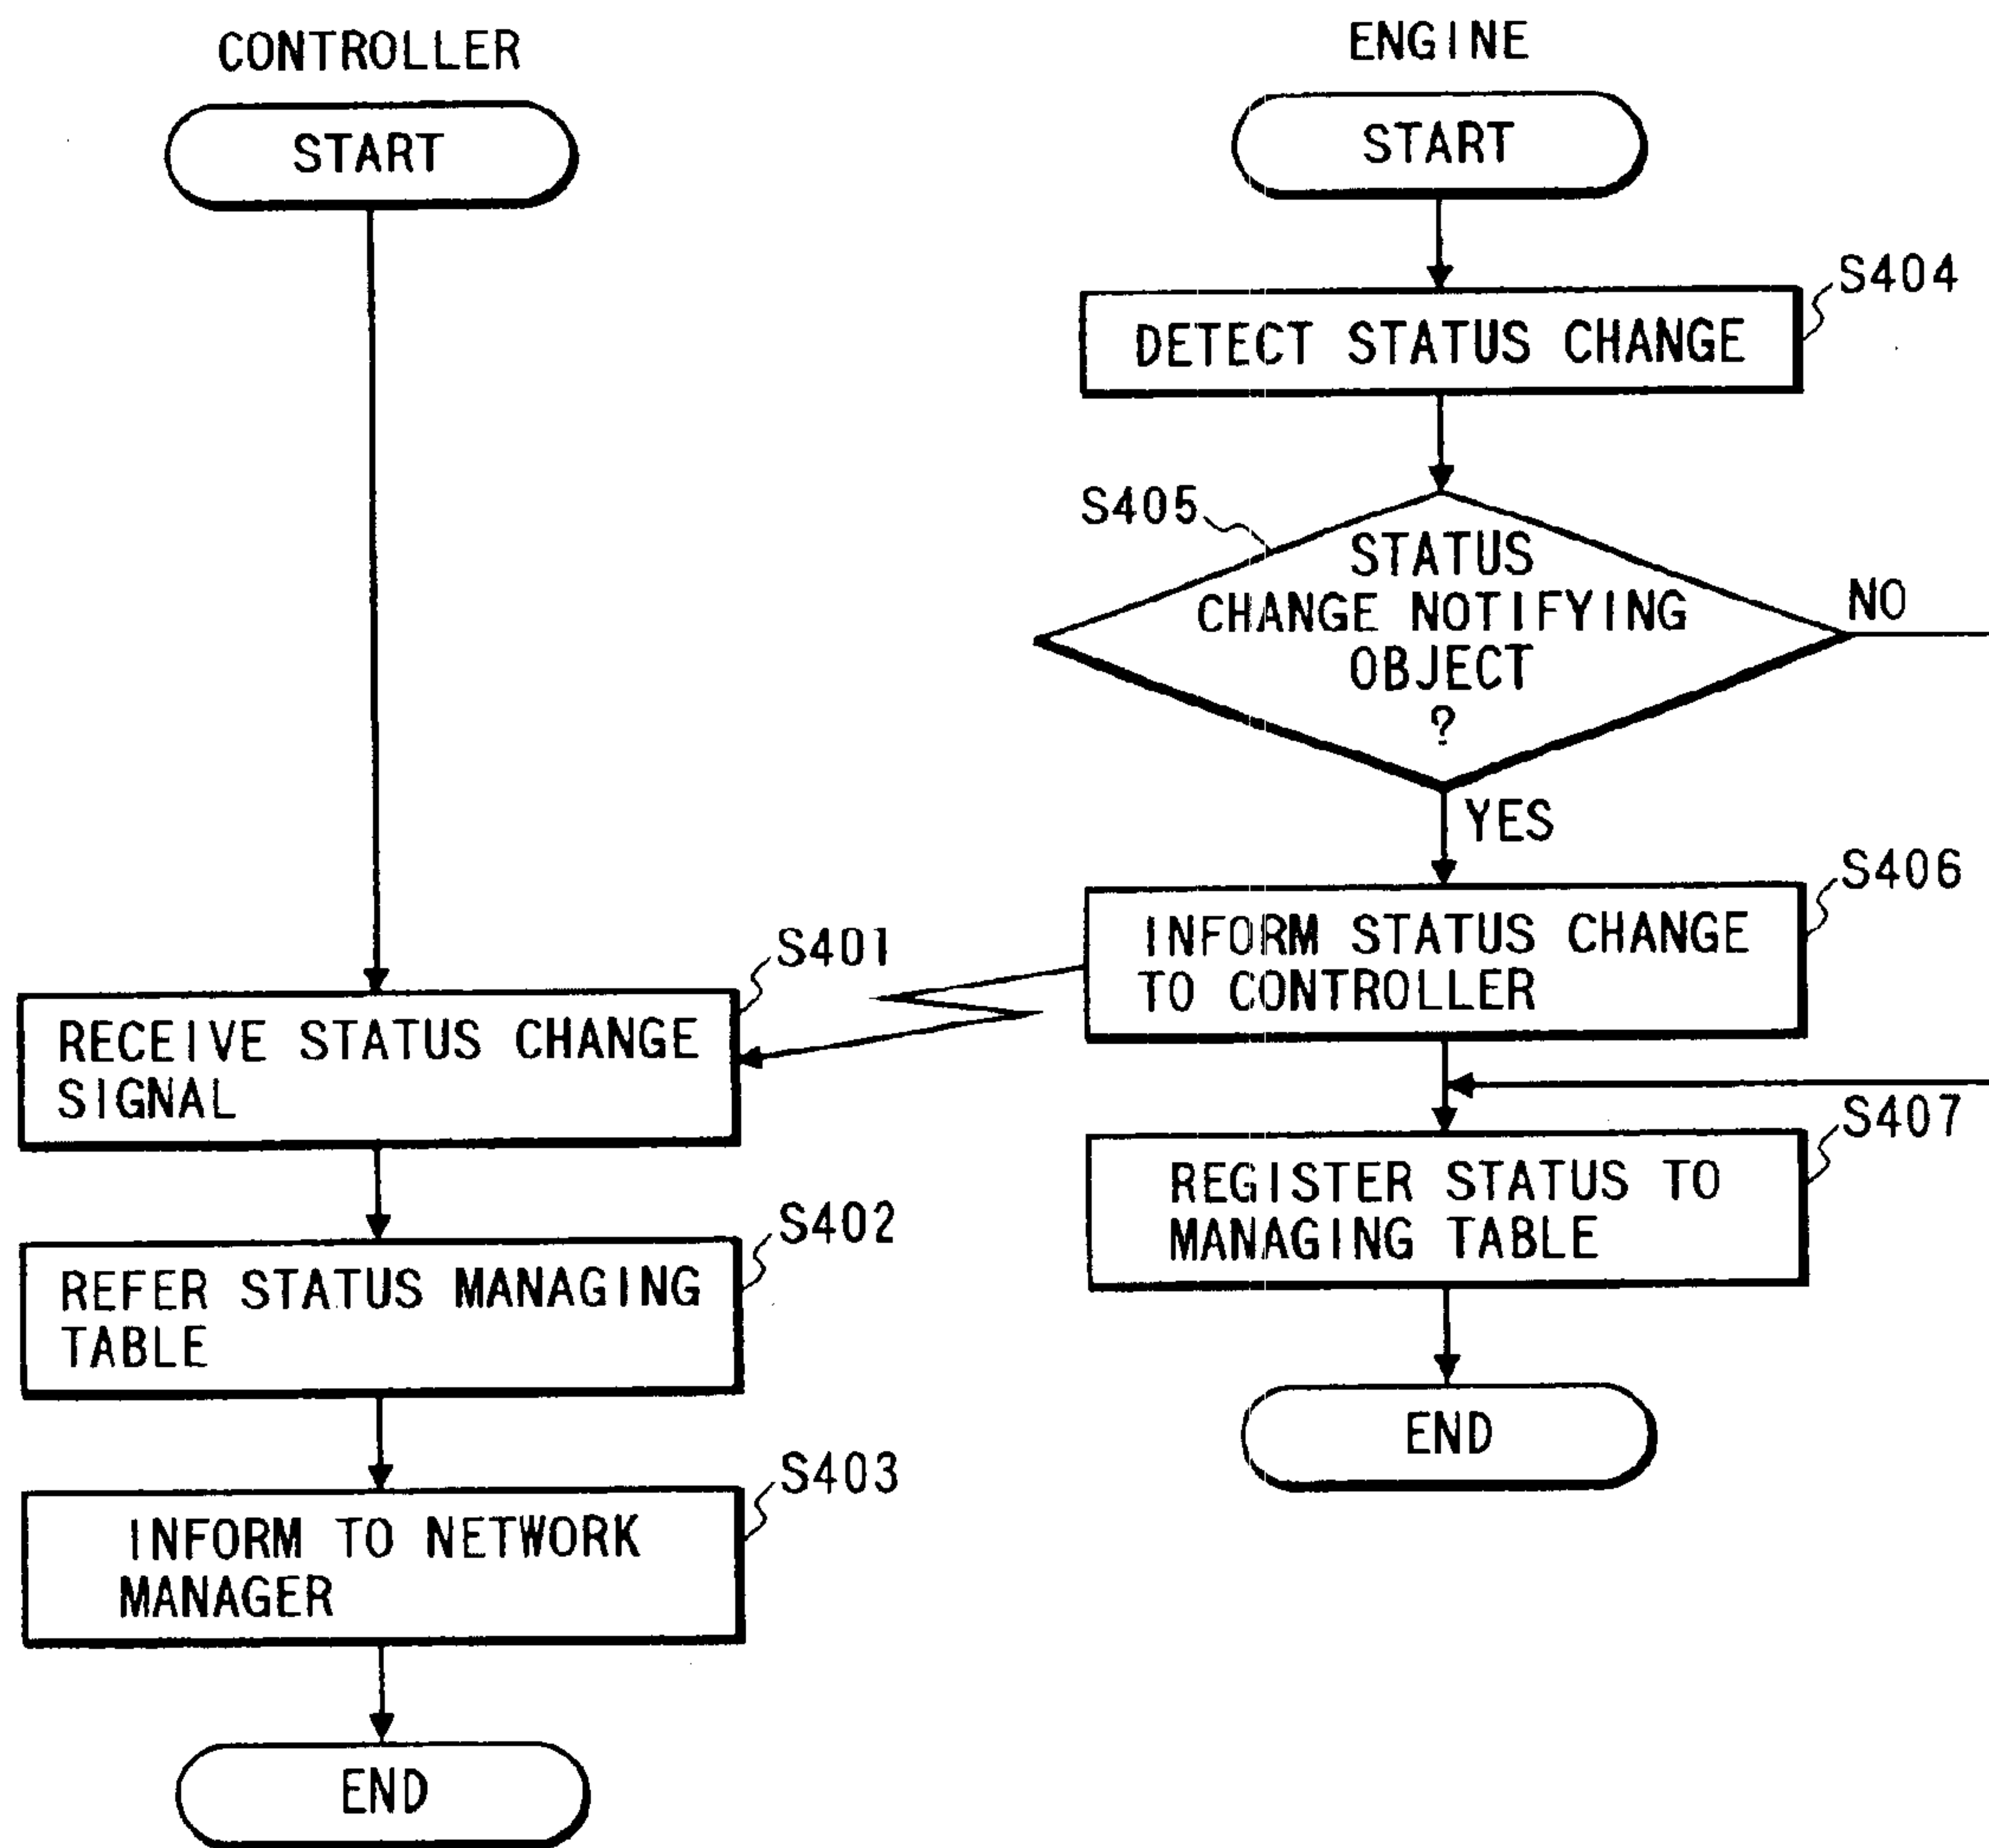 CONTROLLER
START
S401
RECEIVE STATUS CHANGE
SIGNAL
S402
REFER STATUS MANAGING
TABLE
S403
INFORM TO NETWORK
MANAGER
END
ENGINE
START
S404
DETECT STATUS CHANGE
S405
STATUS
CHANGE NOTIFYING
OBJECT
?
NO
YES
S406
INFORM STATUS CHANGE
TO CONTROLLER
S407
REGISTER STATUS TO
MANAGING TABLE
END